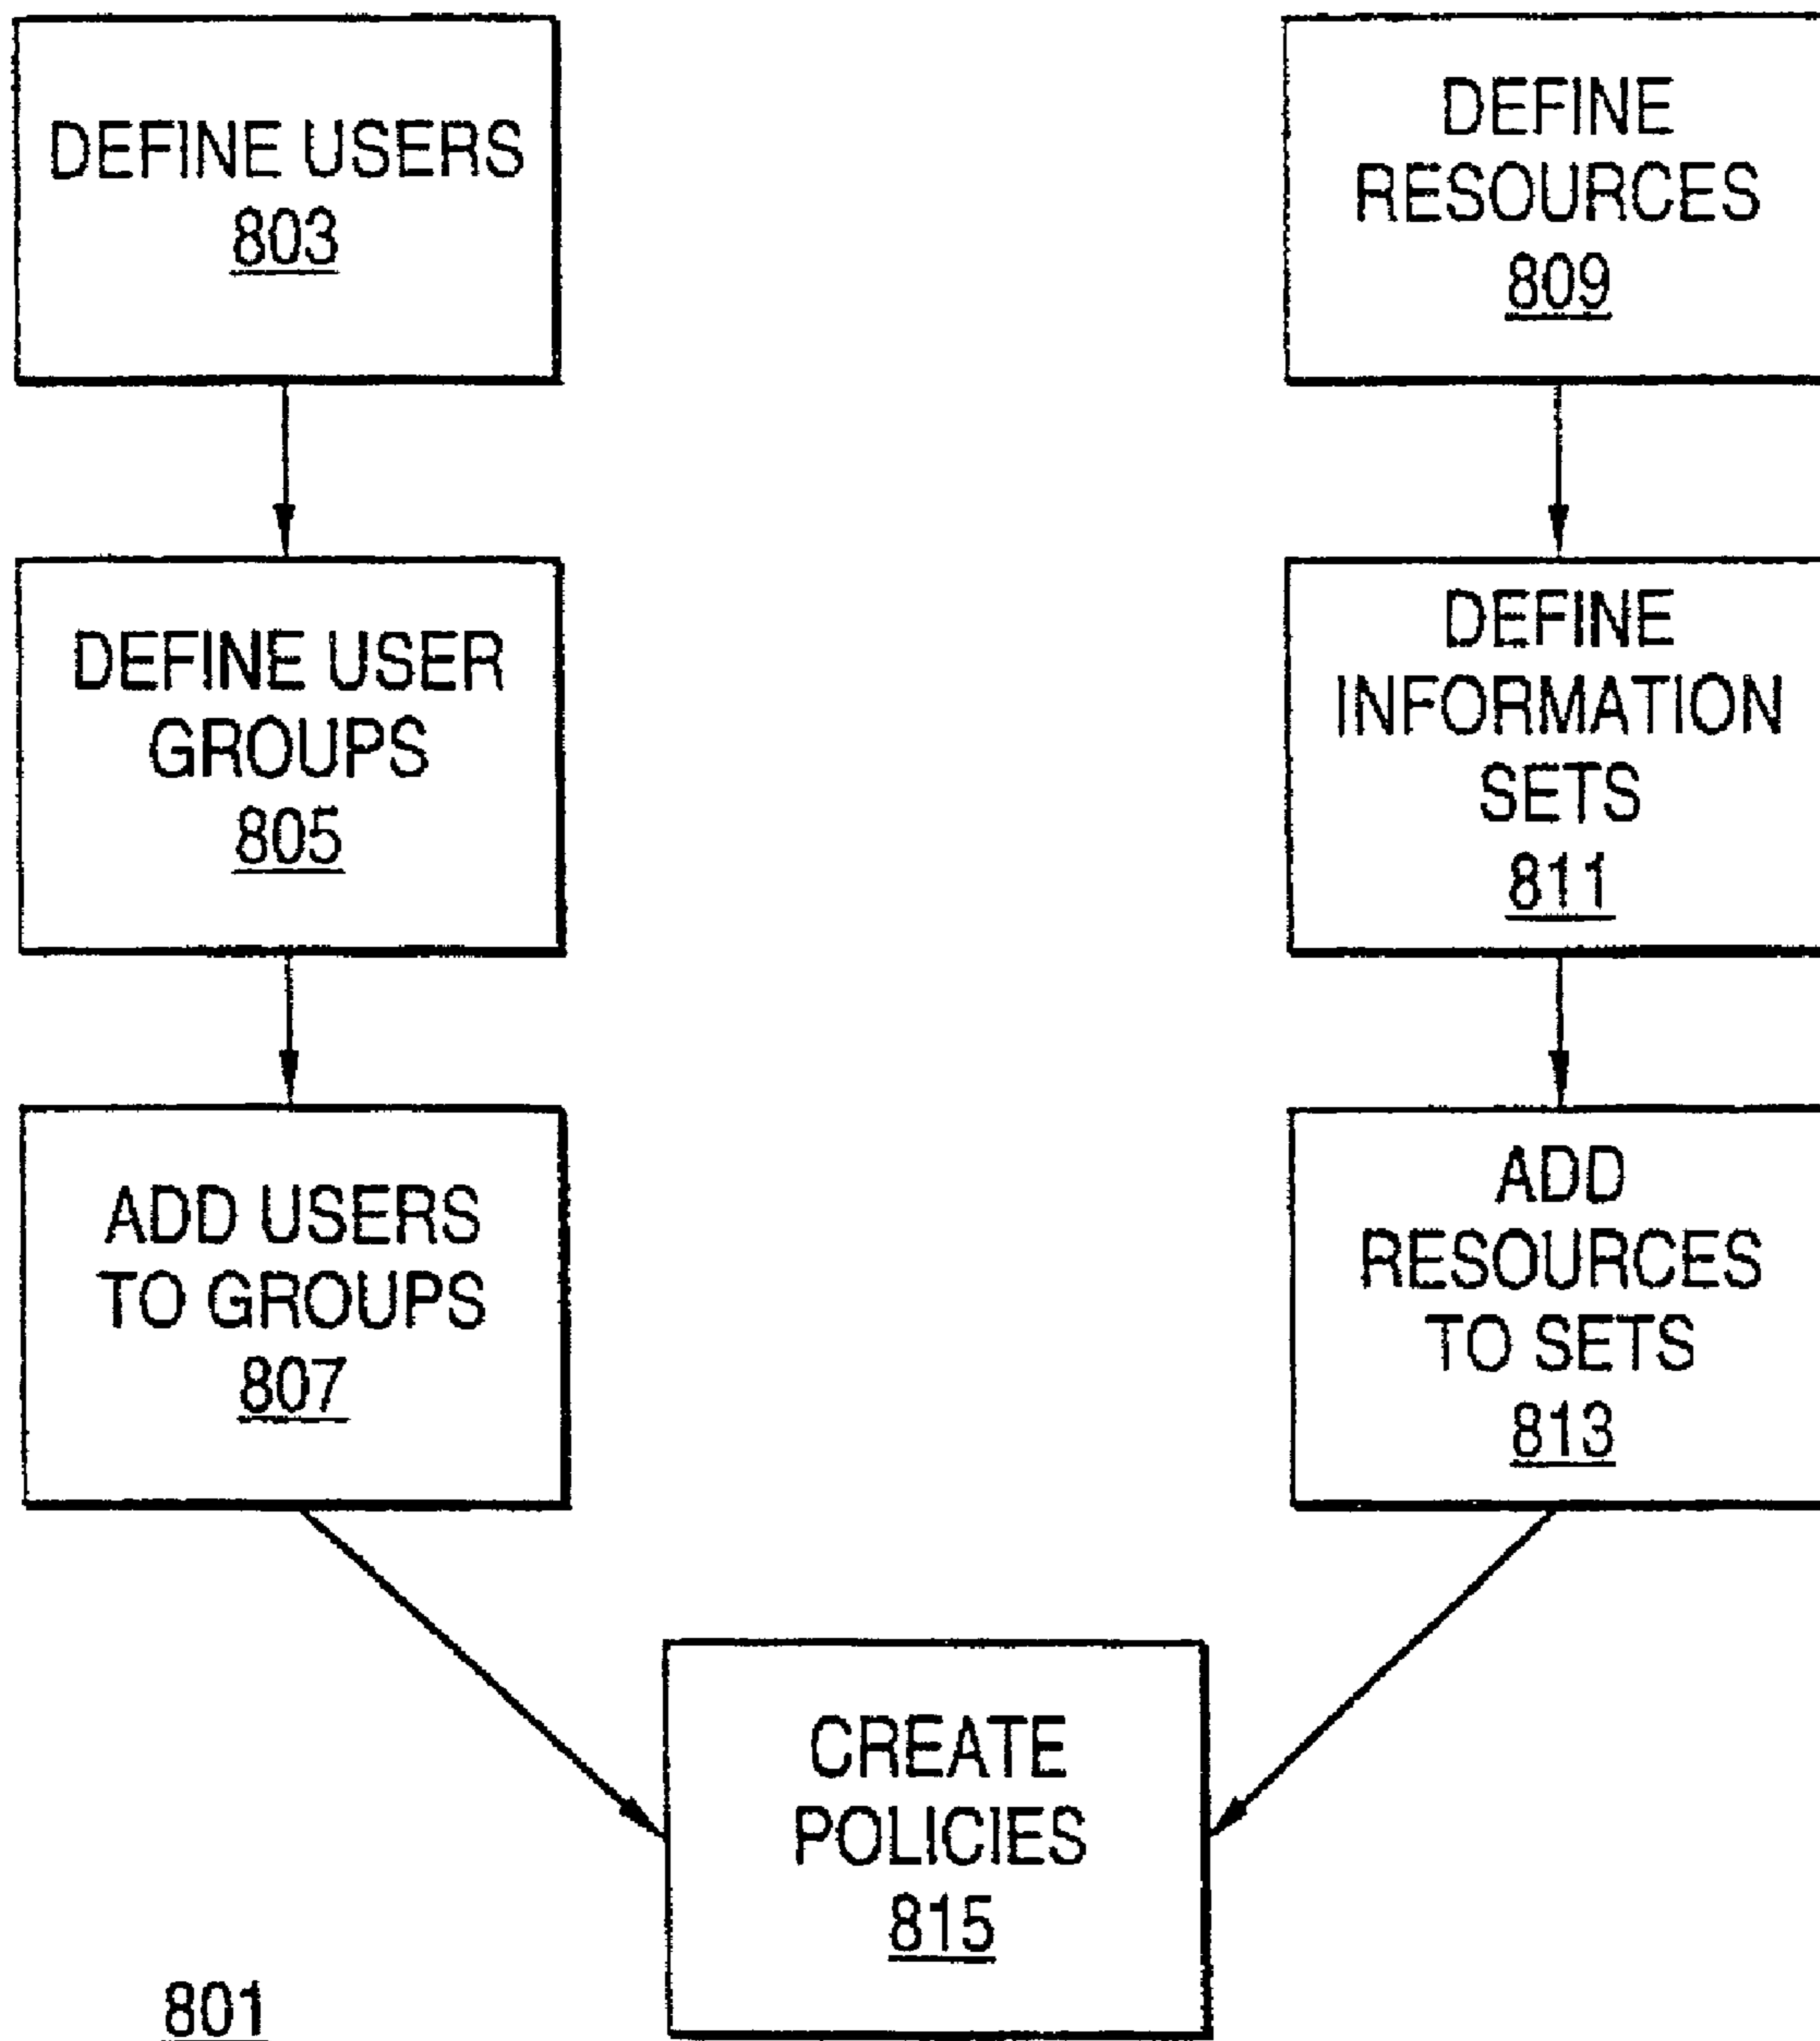 DEFINE USERS
803
DEFINE USER
GROUPS
805
ADD USERS
TO GROUPS
807
DEFINE
RESOURCES
809
DEFINE
INFORMATION
SETS
811
ADD
RESOURCES
TO SETS
813
CREATE
POLICIES
815
801